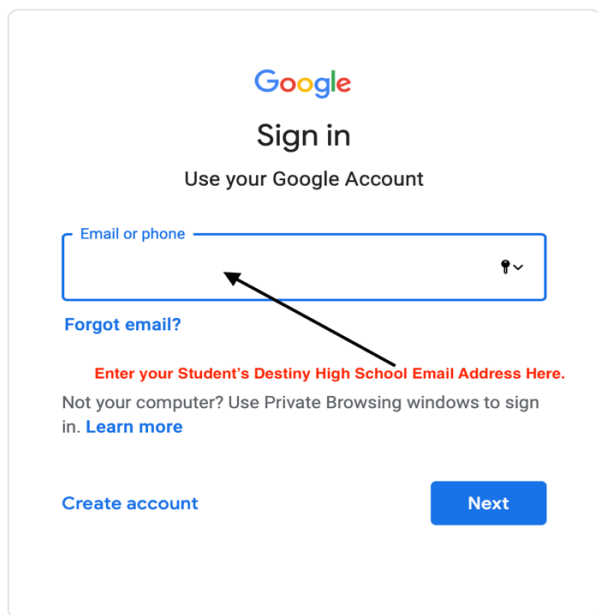 Google
Sign in
Use your Google Account
Email or phone
Forgot email?
Enter your Student's Destiny High School Email Address Here.
Not your computer? Use Private Browsing windows to sign
in. Learn more
Create account
Next